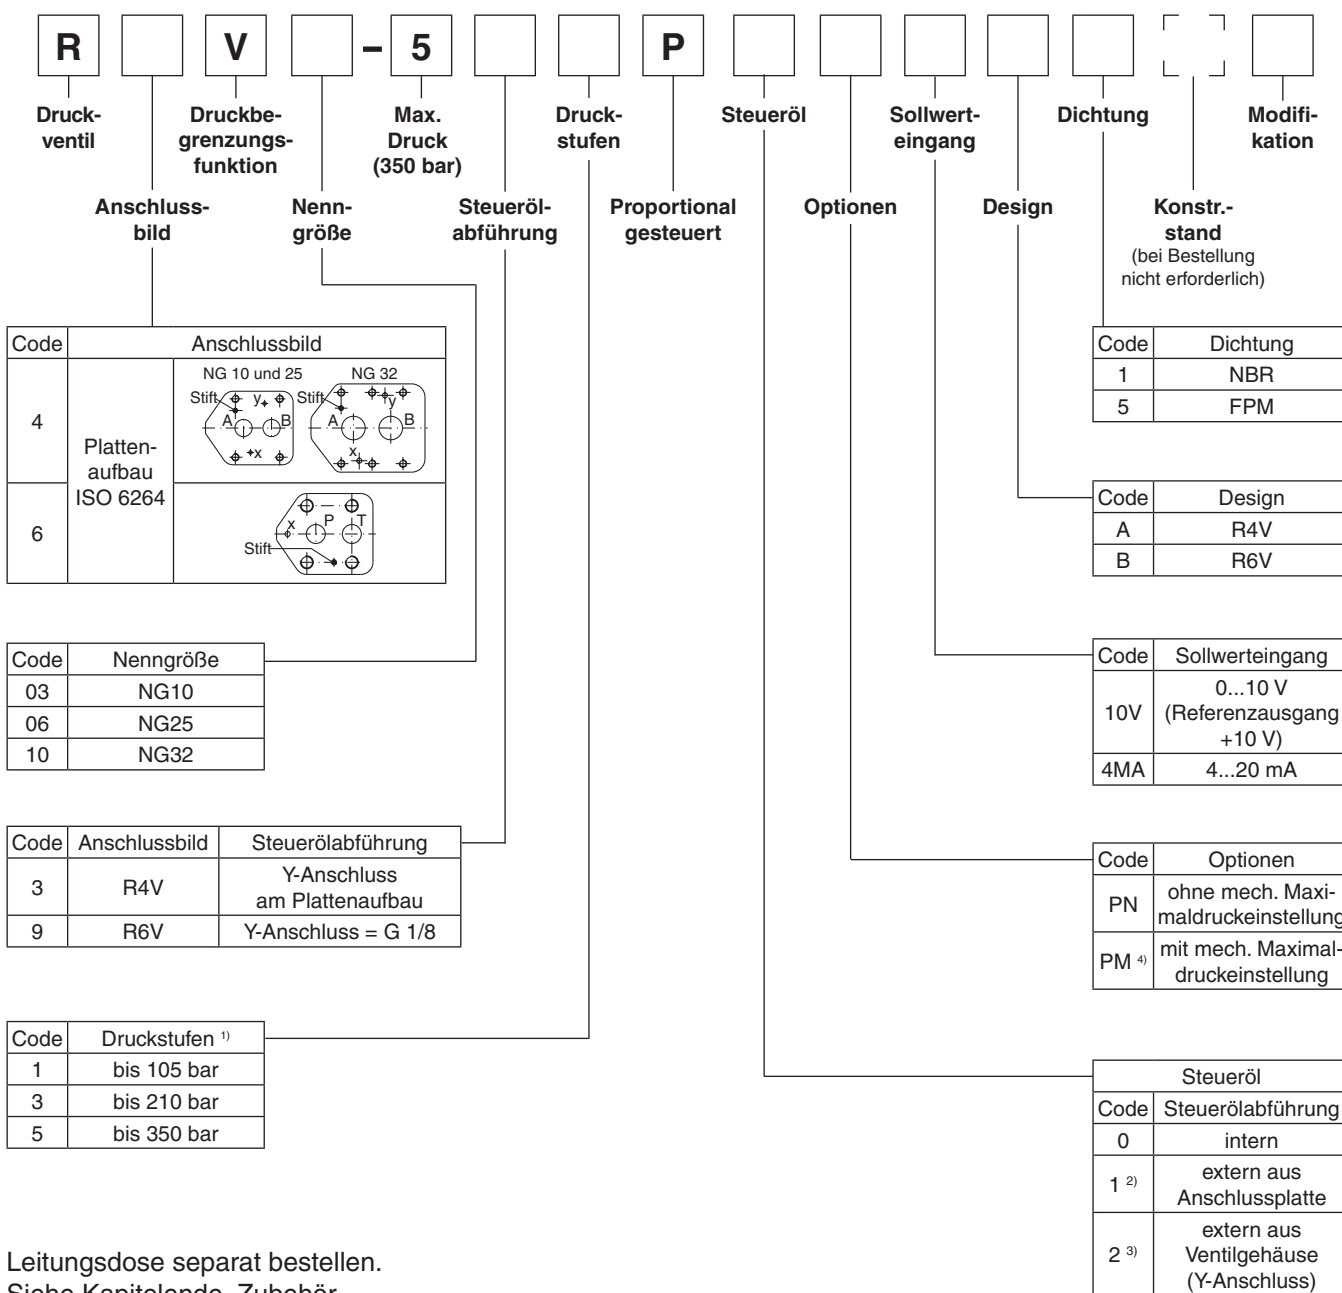 R V – 5 P
Druck-
ventil
Druckbe-
grenzungs-
funktion
Max.
Druck
(350 bar)
Druck-
stufen
Steueröl
Sollwert-
eingang
Dichtung
Modifi-
kation
Anschluss-
bild
Nenn-
größe
Steueröl-
abführung
Proportional
gesteuert
Optionen
Design
Konstr.-
stand
(bei Bestellung
nicht erforderlich)
Code Anschlussbild
4
Platten-
aufbau
ISO 6264
NG 10 und 25 NG 32
Stift y Stift y
A B A B
x x
6
x P T
Stift
Code Nenngröße
03 NG10
06 NG25
10 NG32
Code Anschlussbild Steuerölabführung
3 R4V Y-Anschluss
am Plattenaufbau
9 R6V Y-Anschluss = G 1/8
Code Druckstufen 1)
1 bis 105 bar
3 bis 210 bar
5 bis 350 bar
Code Dichtung
1 NBR
5 FPM
Code Design
A R4V
B R6V
Code Sollwerteingang
10V 0...10 V
(Referenzausgang
+10 V)
4MA 4...20 mA
Code Optionen
PN ohne mech. Maxi-
maldruckeinstellung
PM 4) mit mech. Maximal-
druckeinstellung
Steueröl
Code Steuerölabführung
0 intern
1 2) extern aus
Anschlussplatte
2 3) extern aus
Ventilgehäuse
(Y-Anschluss)
Leitungsdose separat bestellen.
Siehe Kapitelende, Zubehör